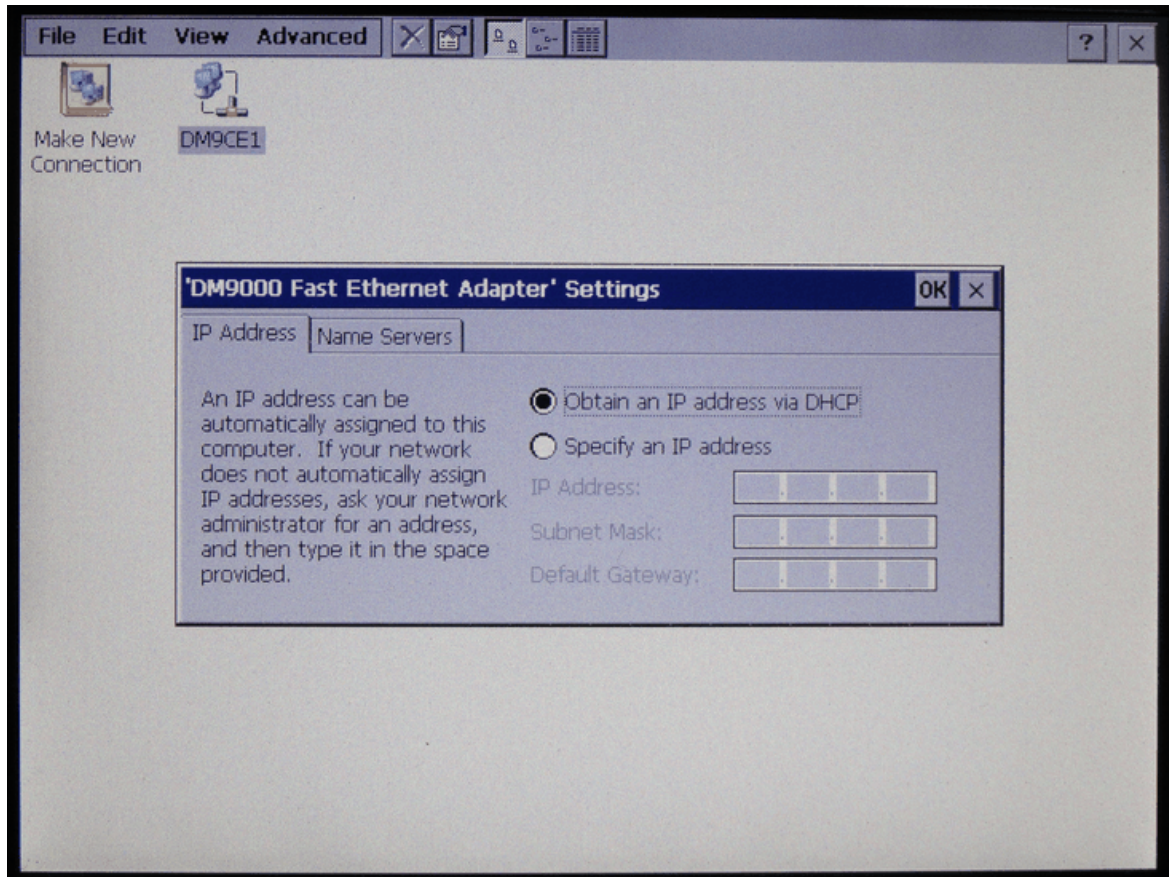 File Edit View Advanced
? ×
Make New
Connection
DM9CE1
'DM9000 Fast Ethernet Adapter' Settings OK ×
IP Address Name Servers
An IP address can be
automatically assigned to this
computer. If your network
does not automatically assign
IP addresses, ask your network
administrator for an address,
and then type it in the space
provided.
Obtain an IP address via DHCP
Specify an IP address
IP Address:
Subnet Mask:
Default Gateway: